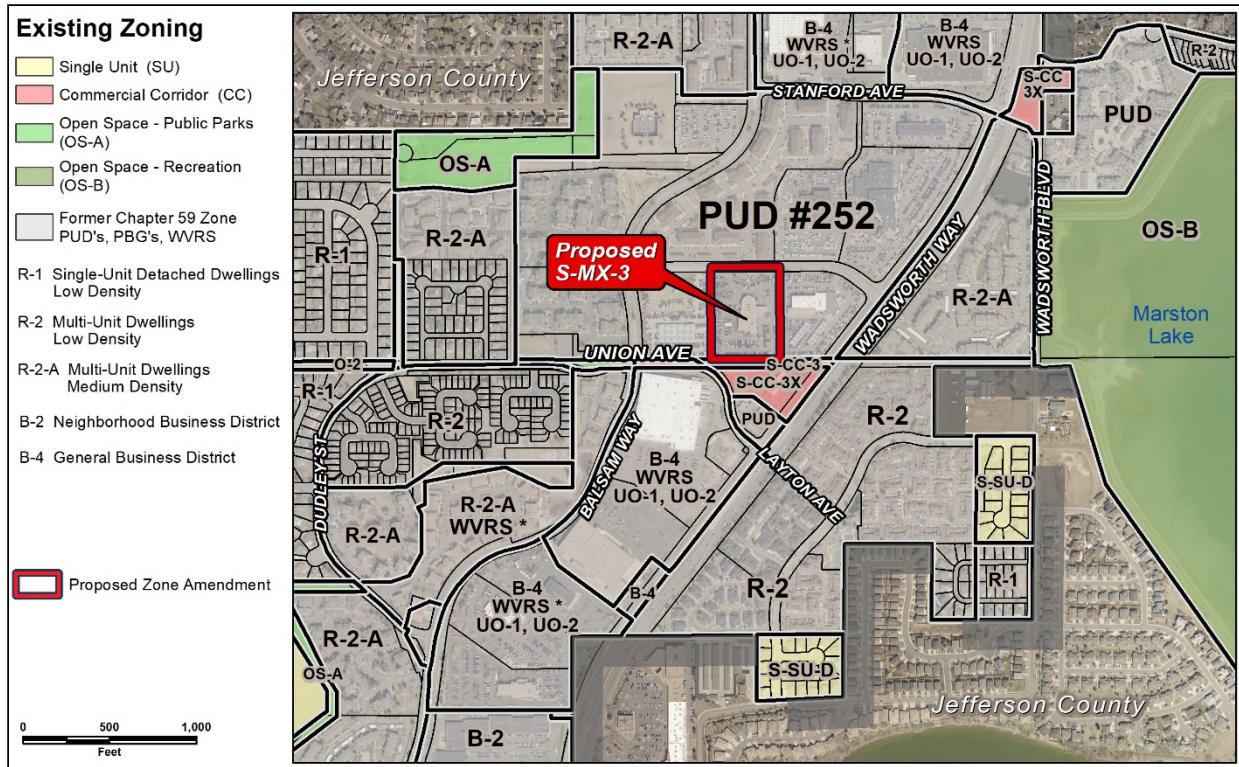 Existing Zoning
Single Unit (SU)
Commercial Corridor (CC)
Open Space - Public Parks
(OS-A)
Open Space - Recreation
(OS-B)
Former Chapter 59 Zone
PUD's, PBG's, WVRS
R-1 Single-Unit Detached Dwellings
Low Density
R-2 Multi-Unit Dwellings
Low Density
R-2-A Multi-Unit Dwellings
Medium Density
B-2 Neighborhood Business District
B-4 General Business District
Proposed Zone Amendment
0 500 1,000
Feet
Jefferson County
R-2-A
B-4
WVRS *
UO-1, UO-2
B-4
WVRS
UO-1, UO-2
STANFORD AVE
S-CC
3X
R-2
PUD
OS-A
R-1
R-2-A
PUD #252
Proposed
S-MX-3
WADSWORTH WAY
WADSWORTH BLVD
R-2-A
OS-B
Marston
Lake
O-2
UNION AVE
S-CC-3
S-CC-3X
PUD
R-1
R-2
DUDLEY ST
BALSAM WAY
LAYTON AVE
R-2
B-4
WVRS
UO-1, UO-2
R-2-A
R-2-A
WVRS *
S-SU-D
R-1
B-4
R-2
B-4
WVRS *
UO-1, UO-2
R-2-A
OS-A
S-SU-D
Jefferson County
B-2